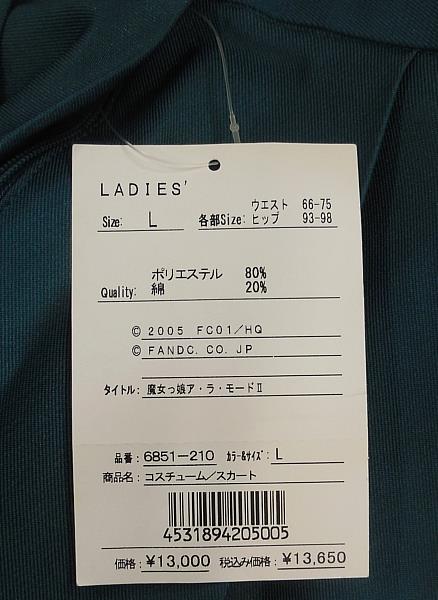 LADIES'
Size: L 各部Size: ウエスト 66-75
ヒップ 93-98
ポリエステル 80%
Quality: 綿 20%
© 2005 FC01/HQ
© FANDC.CO.JP
タイトル: 魔女っ娘ア・ラ・モードⅡ
品番: 6851-210 ｶﾗｰ&ｻｲｽﾞ: L
商品名: コスチューム/スカート
4531894205005
価格: ¥13,000 税込み価格: ¥13,650